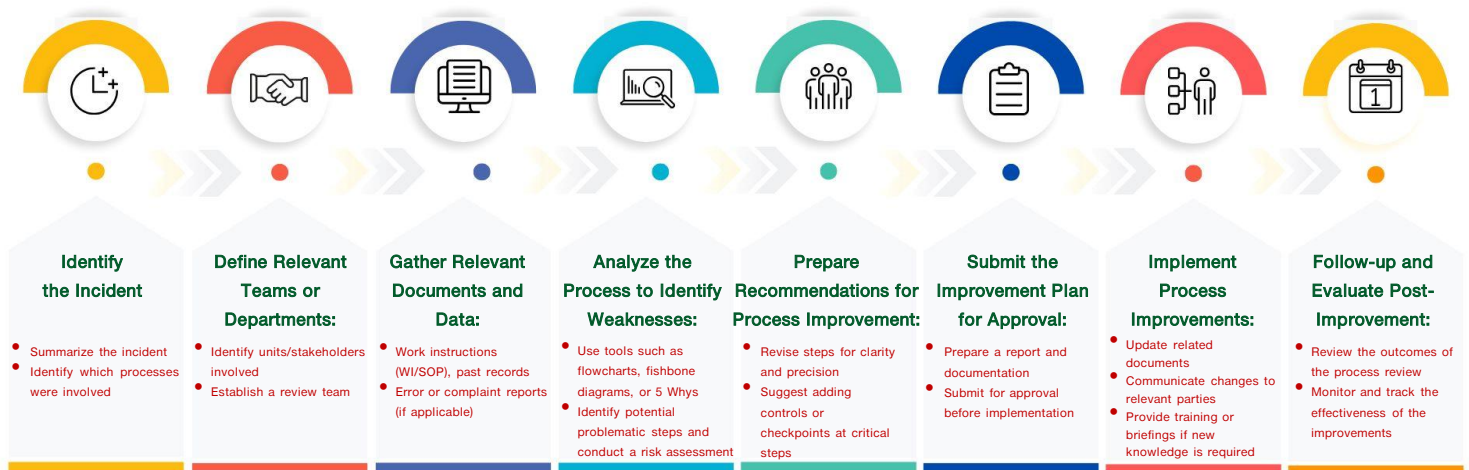 1
Identify
the Incident
Summarize the incident
Identify which processes
were involved
Define Relevant
Teams or
Departments:
Identify units/stakeholders
involved
Establish a review team
Gather Relevant
Documents and
Data:
Work instructions
(WI/SOP), past records
Error or complaint reports
(if applicable)
Analyze the
Process to Identify
Weaknesses:
Use tools such as
flowcharts, fishbone
diagrams, or 5 Whys
Identify potential
problematic steps and
conduct a risk assessment
Prepare
Recommendations for
Process Improvement:
Revise steps for clarity
and precision
Suggest adding
controls or
checkpoints at critical
steps
Submit the
Improvement Plan
for Approval:
Prepare a report and
documentation
Submit for approval
before implementation
Implement
Process
Improvements:
Update related
documents
Communicate changes to
relevant parties
Provide training or
briefings if new
knowledge is required
Follow-up and
Evaluate Post-
Improvement:
Review the outcomes of
the process review
Monitor and track the
effectiveness of the
improvements